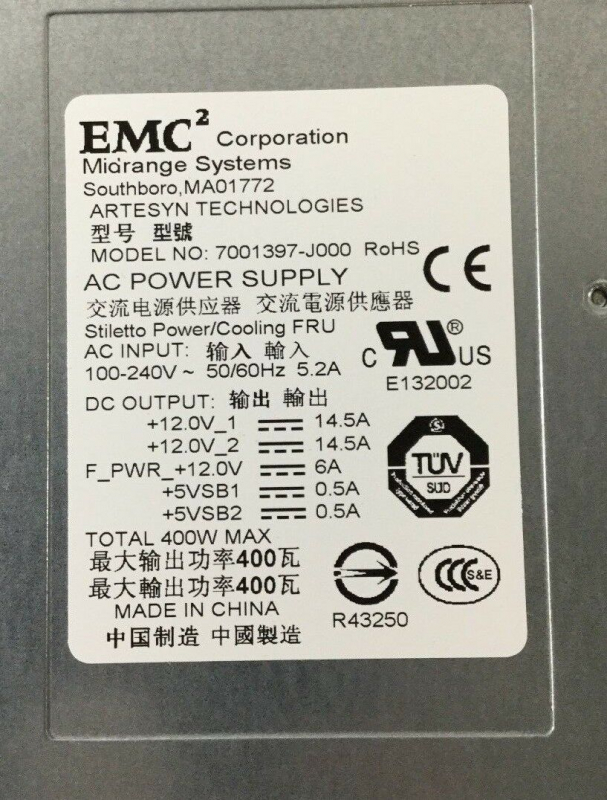 EMC² Corporation
Midrange Systems
Southboro,MA01772
ARTESYN TECHNOLOGIES
型号 型號
MODEL NO: 7001397-J000 RoHS
CE
AC POWER SUPPLY
交流电源供应器 交流電源供應器
Stiletto Power/Cooling FRU
AC INPUT: 输入 輸入
100-240V ~ 50/60Hz 5.2A
C RU ® US
E132002
DC OUTPUT: 输出 輸出
+12.0V_1 14.5A
+12.0V_2 14.5A
F_PWR_+12.0V 6A
+5VSB1 0.5A
+5VSB2 0.5A
TÜV
SÜD
TOTAL 400W MAX
最大输出功率400瓦
最大輸出功率400瓦
MADE IN CHINA
中国制造 中國製造
R43250
CCC S&E